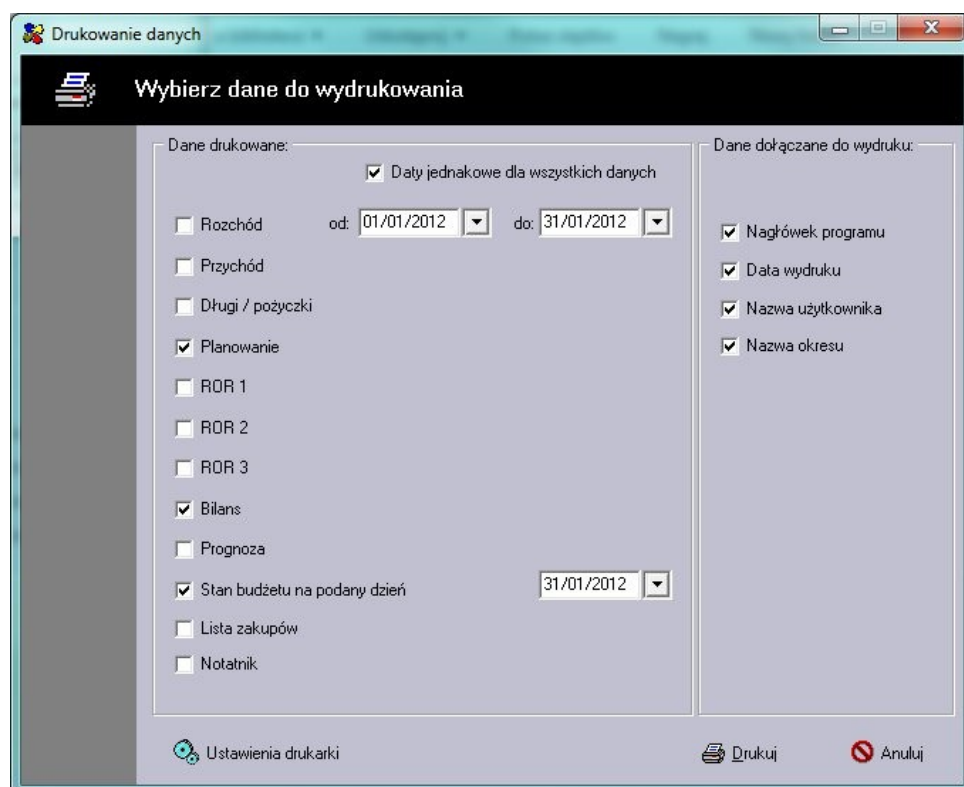 Drukowanie danych
Wybierz dane do wydrukowania
Dane drukowane:
Daty jednakowe dla wszystkich danych
Rozchód od: 01/01/2012 do: 31/01/2012
Przychód
Długi / pożyczki
Planowanie
ROR 1
ROR 2
ROR 3
Bilans
Prognoza
Stan budżetu na podany dzień 31/01/2012
Lista zakupów
Notatnik
Dane dołączane do wydruku:
Nagłówek programu
Data wydruku
Nazwa użytkownika
Nazwa okresu
Ustawienia drukarki Drukuj Anuluj